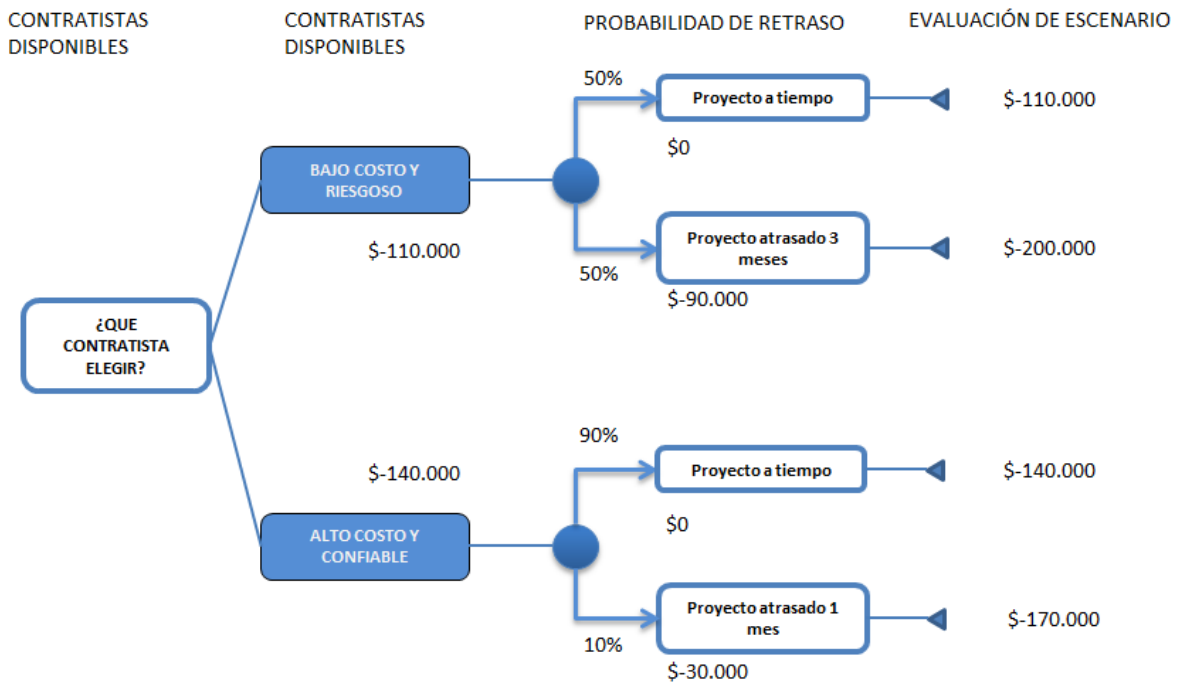 CONTRATISTAS
DISPONIBLES
CONTRATISTAS
DISPONIBLES
PROBABILIDAD DE RETRASO
EVALUACIÓN DE ESCENARIO
50%
Proyecto a tiempo
$-110.000
$0
BAJO COSTO Y
RIESGOSO
$-110.000
Proyecto atrasado 3
meses
$-200.000
50%
$-90.000
¿QUE
CONTRATISTA
ELEGIR?
90%
$-140.000
Proyecto a tiempo
$-140.000
$0
ALTO COSTO Y
CONFIABLE
Proyecto atrasado 1
mes
$-170.000
10%
$-30.000